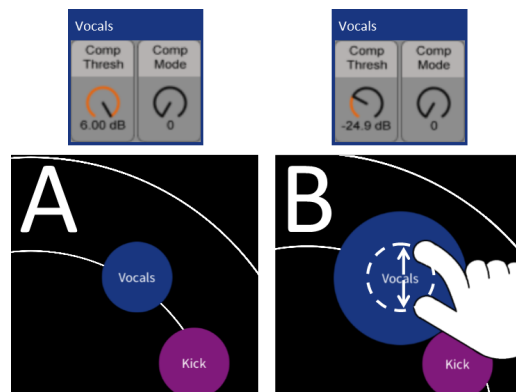 Vocals
Comp
Thresh
Comp
Mode
6.00 dB
0
Vocals
Comp
Thresh
Comp
Mode
-24.9 dB
0
A
Vocals
Kick
B
Vocals
Kick